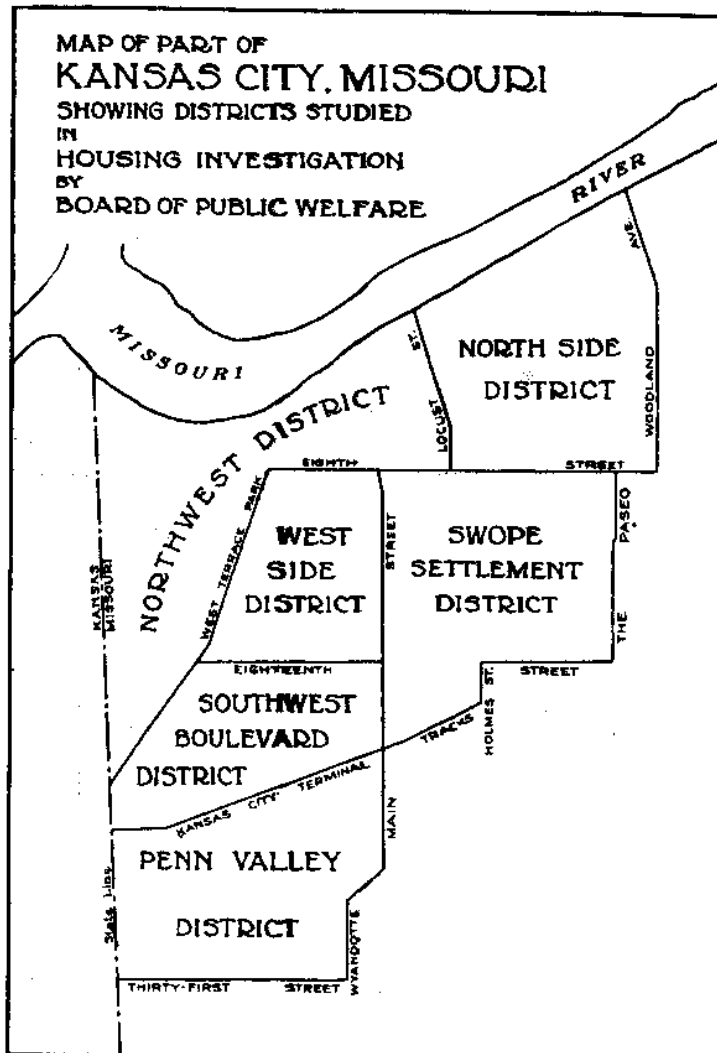 MAP OF PART OF
KANSAS CITY, MISSOURI
SHOWING DISTRICTS STUDIED
IN
HOUSING INVESTIGATION
BY
BOARD OF PUBLIC WELFARE
RIVER
MISSOURI
AVE.
WOODLAND
NORTH SIDE
DISTRICT
ST.
LOCUST
NORTHWEST DISTRICT
EIGHTH
STREET
WEST TERRACE PARK
WEST
SIDE
DISTRICT
STREET
SWOPE
SETTLEMENT
DISTRICT
PASEO
THE
KANSAS
MISSOURI
EIGHTEENTH
STREET
HOLMES ST.
SOUTHWEST
BOULEVARD
DISTRICT
KANSAS CITY TERMINAL TRACKS
MAIN
PENN VALLEY
DISTRICT
State Line
WYANDOTTE
THIRTY-FIRST STREET